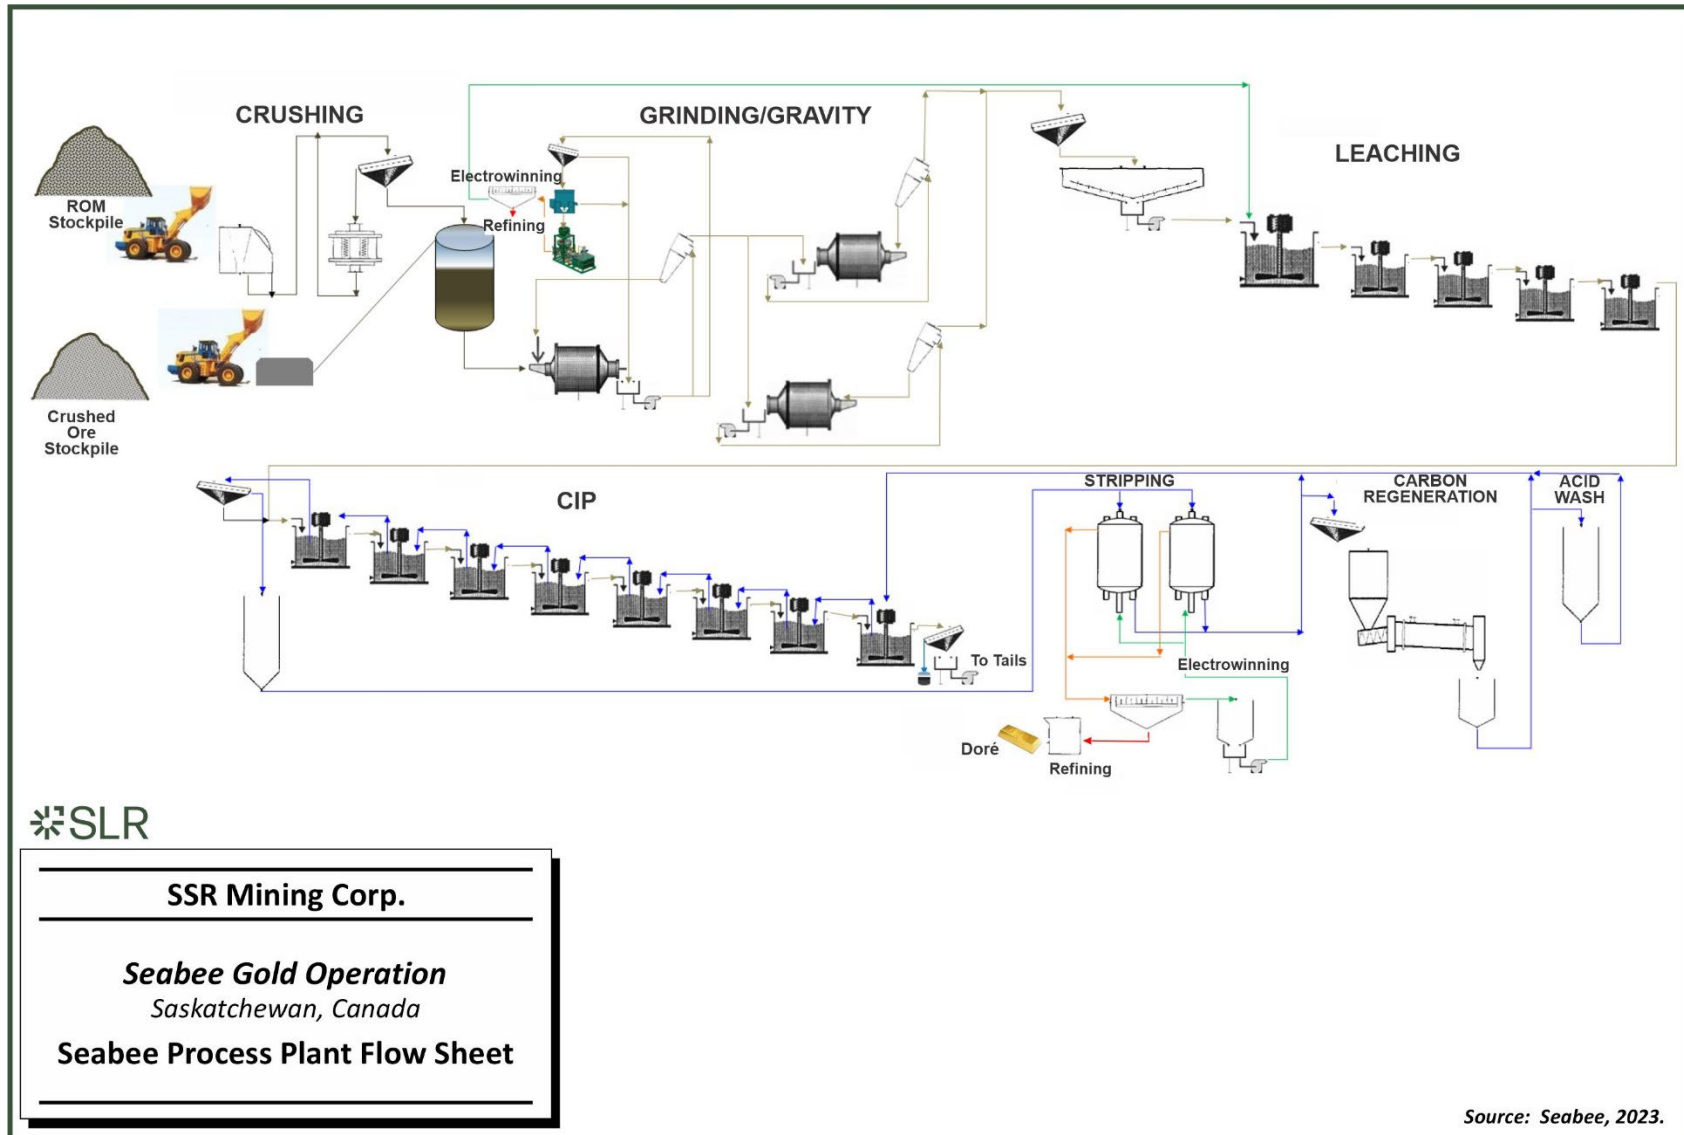 CRUSHING
GRINDING/GRAVITY
LEACHING
ROM
Stockpile
Electrowinning
Refining
Crushed
Ore
Stockpile
CIP
STRIPPING
CARBON
REGENERATION
ACID
WASH
To Tails
Electrowinning
Doré
Refining
SLR
SSR Mining Corp.
Seabee Gold Operation
Saskatchewan, Canada
Seabee Process Plant Flow Sheet
Source: Seabee, 2023.